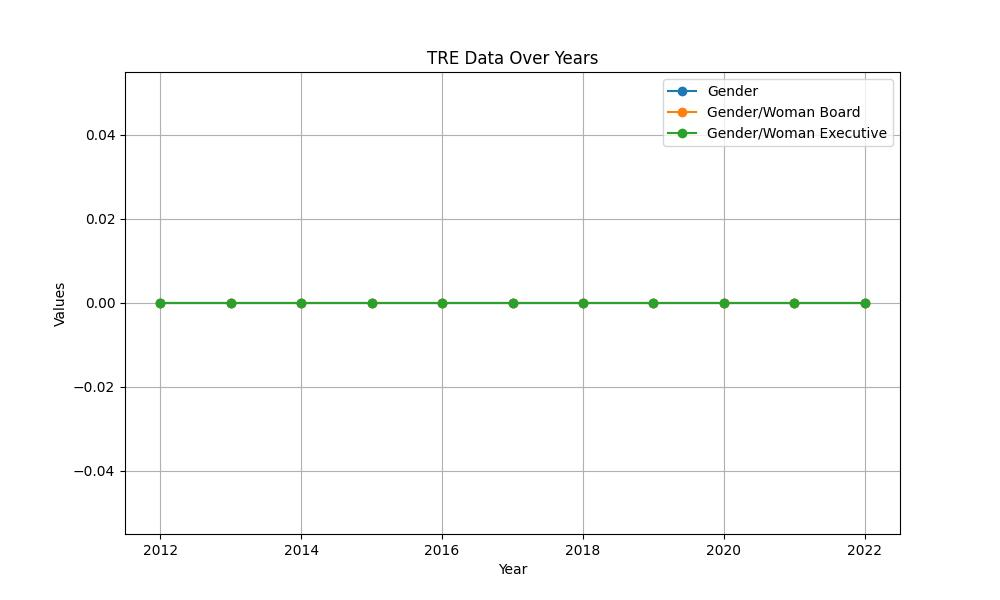 TRE Data Over Years
Gender
Gender/Woman Board
Gender/Woman Executive
0.04
0.02
0.00
−0.02
−0.04
Values
2012 2014 2016 2018 2020 2022
Year